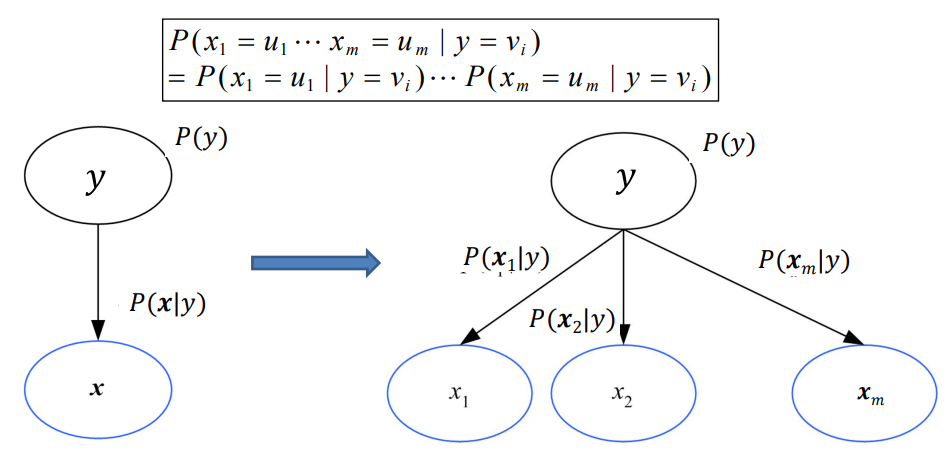 P(x₁ = u₁ ⋯ xₘ = uₘ | y = vᵢ)
= P(x₁ = u₁ | y = vᵢ) ⋯ P(xₘ = uₘ | y = vᵢ)
P(y)
y
P(x|y)
x
P(y)
y
P(x₁|y)
P(x₂|y)
P(xₘ|y)
x₁
x₂
xₘ